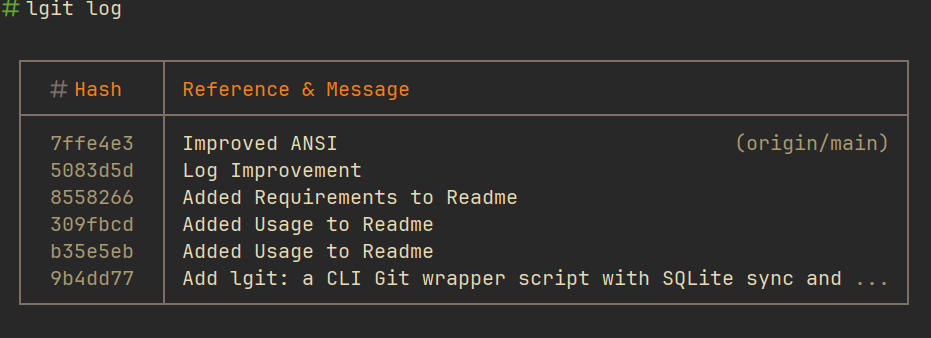 # lgit log
# Hash Reference & Message
7ffe4e3 Improved ANSI (origin/main)
5083d5d Log Improvement
8558266 Added Requirements to Readme
309fbcd Added Usage to Readme
b35e5eb Added Usage to Readme
9b4dd77 Add lgit: a CLI Git wrapper script with SQLite sync and ...